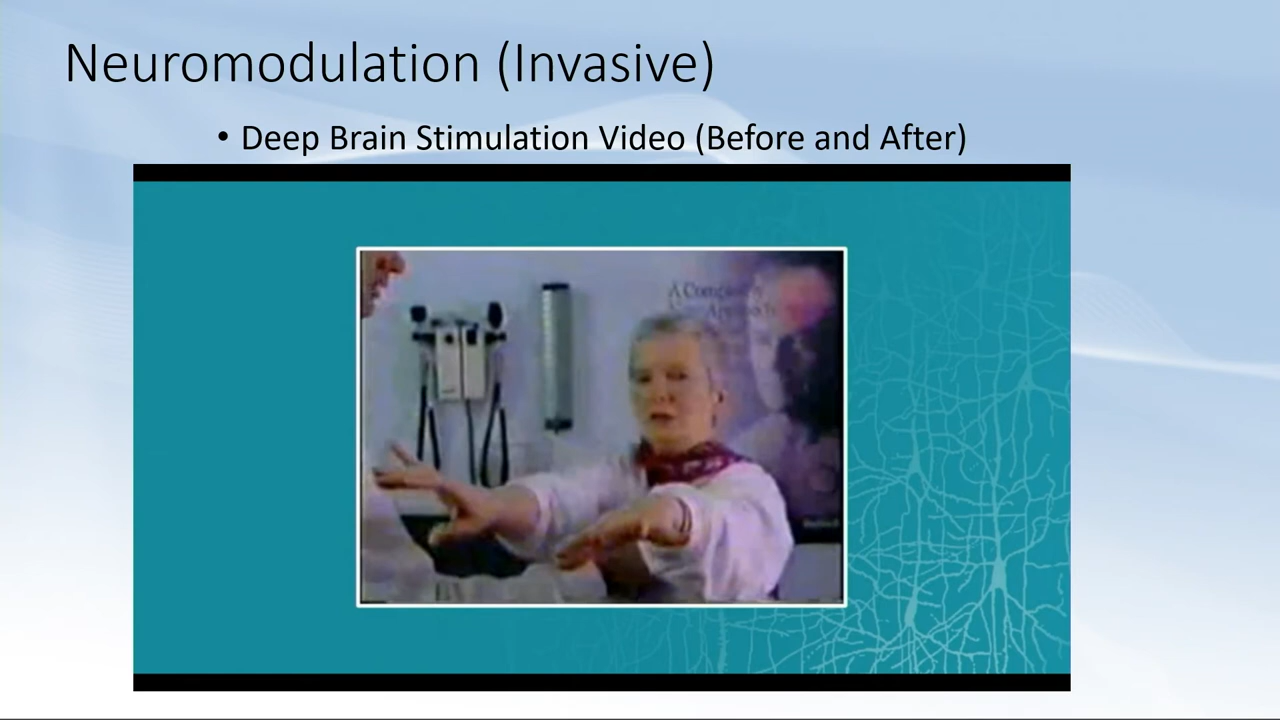 Neuromodulation (Invasive)
• Deep Brain Stimulation Video (Before and After)
A